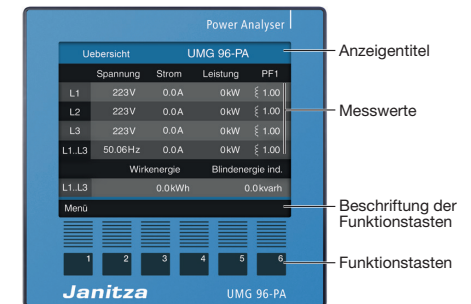 Power Analyser
Uebersicht UMG 96-PA
Anzeigentitel
Spannung Strom Leistung PF1
L1 223V 0.0A 0kW 1.00
L2 223V 0.0A 0kW 1.00
Messwerte
L3 223V 0.0A 0kW 1.00
L1..L3 50.06Hz 0.0A 0kW 1.00
Wirkenergie Blindenergie ind.
L1..L3 0.0kWh 0.0kvarh
Menü
Beschriftung der
Funktionstasten
1 2 3 4 5 6
Funktionstasten
Janitza UMG 96-PA